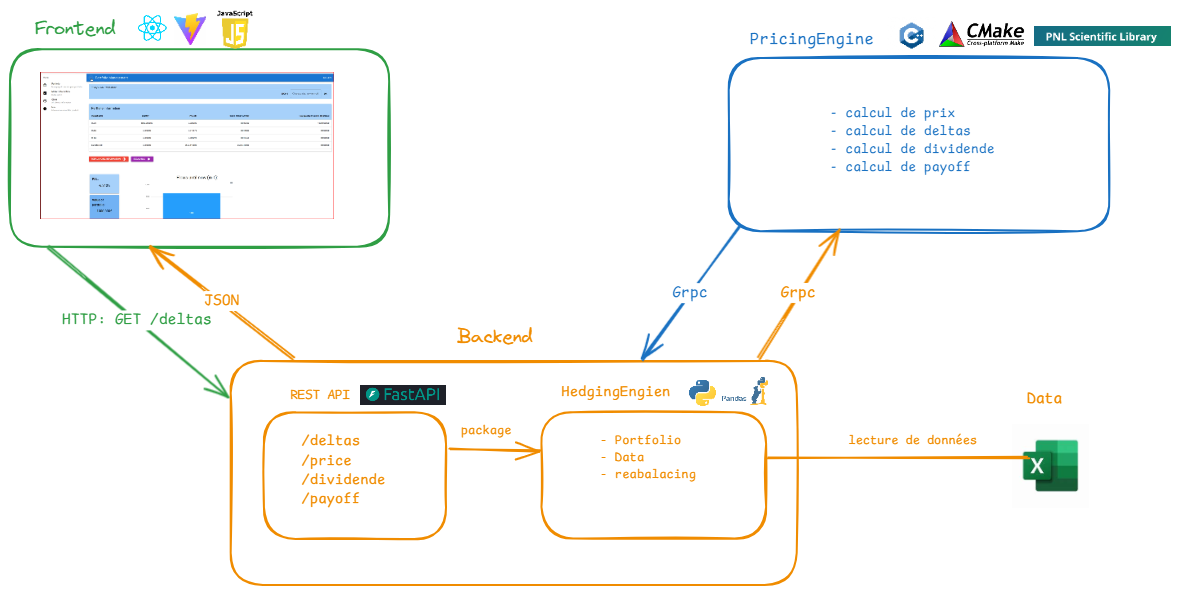 Frontend
JavaScript
JS
PricingEngine
CMake
Cross-platform Make
PNL Scientific Library
- calcul de prix
- calcul de deltas
- calcul de dividende
- calcul de payoff
JSON
HTTP: GET /deltas
Grpc
Grpc
Backend
REST API
FastAPI
HedgingEngien
Pandas
/deltas
/price
/dividende
/payoff
package
- Portfolio
- Data
- reabalacing
lecture de données
Data
X